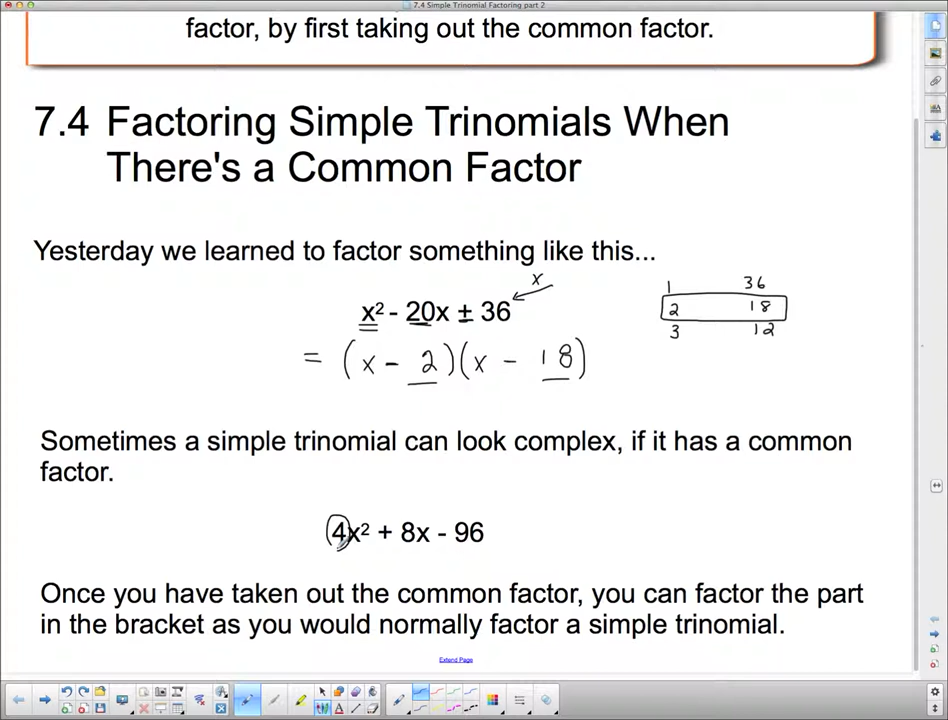 7.4 Simple Trinomial Factoring part 2
factor, by first taking out the common factor.
7.4 Factoring Simple Trinomials When
There's a Common Factor
Yesterday we learned to factor something like this...
x
x² - 20x ± 36
1 36
2 18
3 12
= (x - 2)(x - 18)
Sometimes a simple trinomial can look complex, if it has a common
factor.
4x² + 8x - 96
Once you have taken out the common factor, you can factor the part
in the bracket as you would normally factor a simple trinomial.
Extend Page